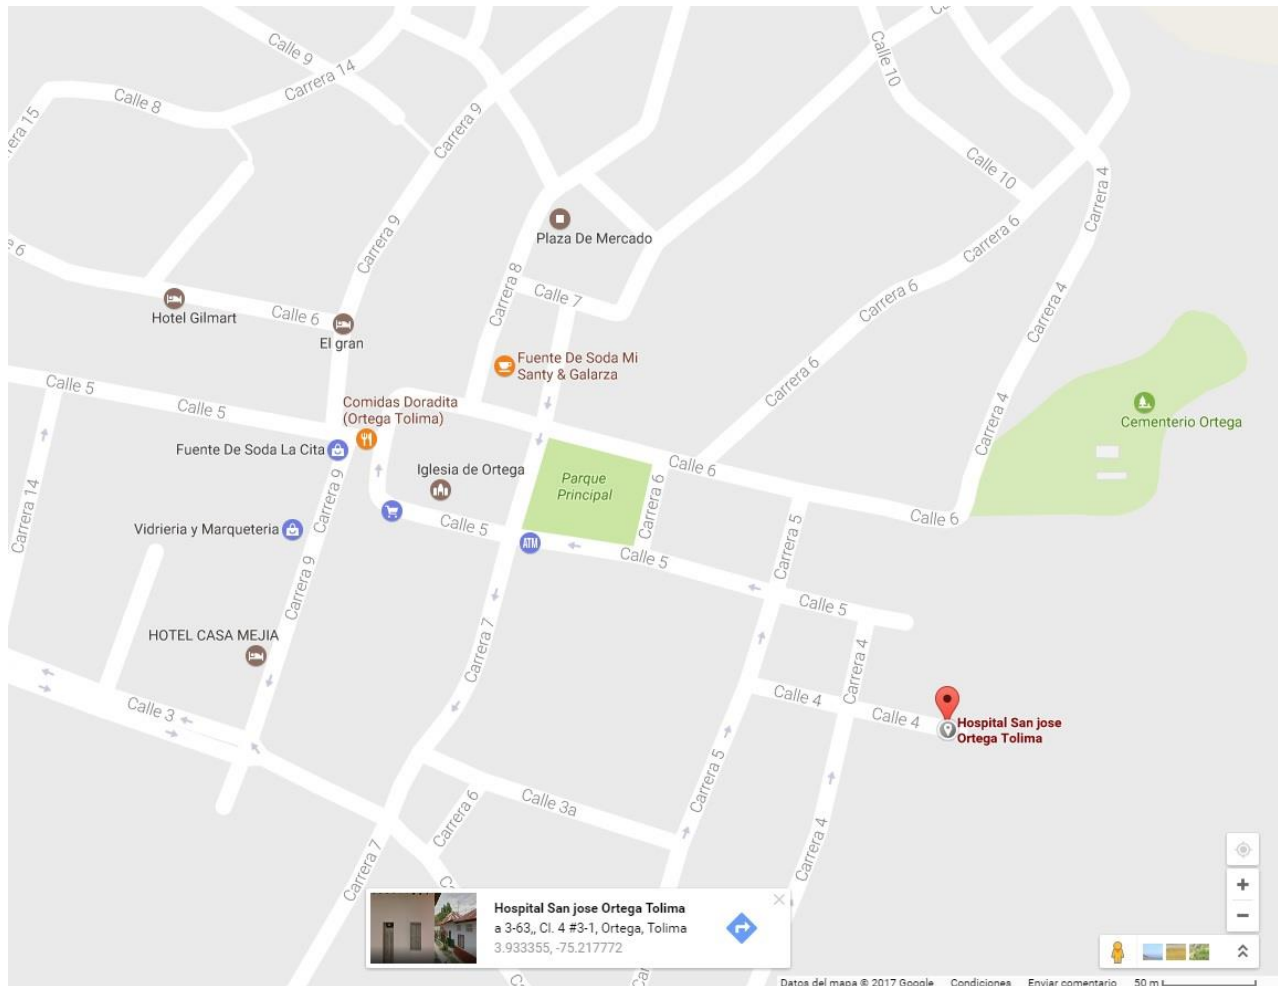 Calle 9
Carrera 14
Calle 8
Carrera 9
Calle 10
Calle 10
Carrera 4
Carrera 9
Plaza De Mercado
Carrera 6
Carrera 8
Calle 7
Carrera 6
Carrera 4
Hotel Gilmart
Calle 6
El gran
Fuente De Soda Mi
Santy & Galarza
Carrera 6
Calle 5
Calle 5
Comidas Doradita
(Ortega Tolima)
Carrera 4
Cementerio Ortega
Fuente De Soda La Cita
Iglesia de Ortega
Parque
Principal
Calle 6
Carrera 6
Carrera 14
Carrera 9
Vidrieria y Marqueteria
Calle 5
ATM
Calle 5
Carrera 5
Calle 6
Carrera 9
Calle 5
HOTEL CASA MEJIA
Carrera 7
Carrera 4
Calle 3
Calle 4
Calle 4
Hospital San jose
Ortega Tolima
Carrera 5
Carrera 6
Calle 3a
Carrera 7
Carrera 4
Hospital San jose Ortega Tolima
a 3-63,, Cl. 4 #3-1, Ortega, Tolima
3.933355, -75.217772
Datos del mapa © 2017 Google Condiciones Enviar comentario 50 m